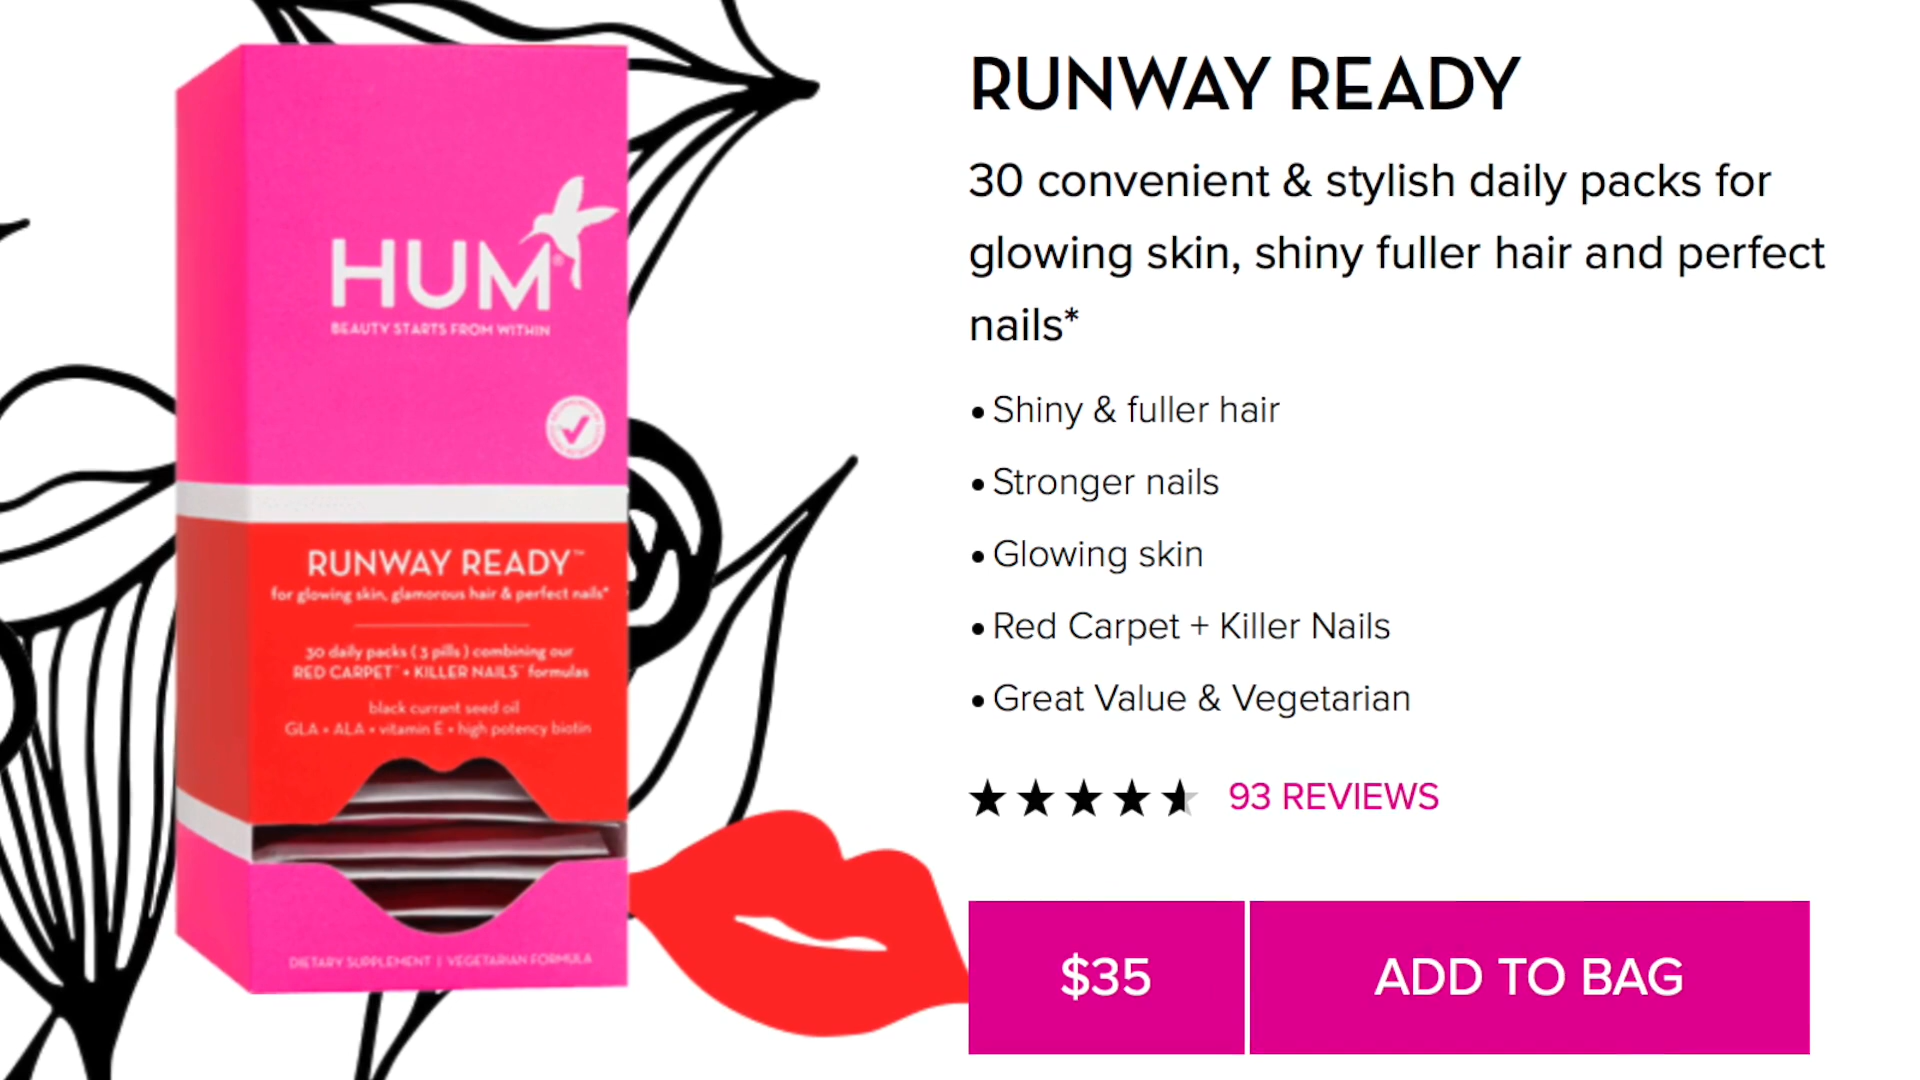 HUM®
BEAUTY STARTS FROM WITHIN
RUNWAY READY™
for glowing skin, glamorous hair & perfect nails*
30 daily packs ( 3 pills ) combining our
RED CARPET™ + KILLER NAILS™ formulas
black currant seed oil
GLA • ALA • vitamin E • high potency biotin
DIETARY SUPPLEMENT | VEGETARIAN FORMULA
RUNWAY READY
30 convenient & stylish daily packs for
glowing skin, shiny fuller hair and perfect
nails*
• Shiny & fuller hair
• Stronger nails
• Glowing skin
• Red Carpet + Killer Nails
• Great Value & Vegetarian
93 REVIEWS
$35
ADD TO BAG